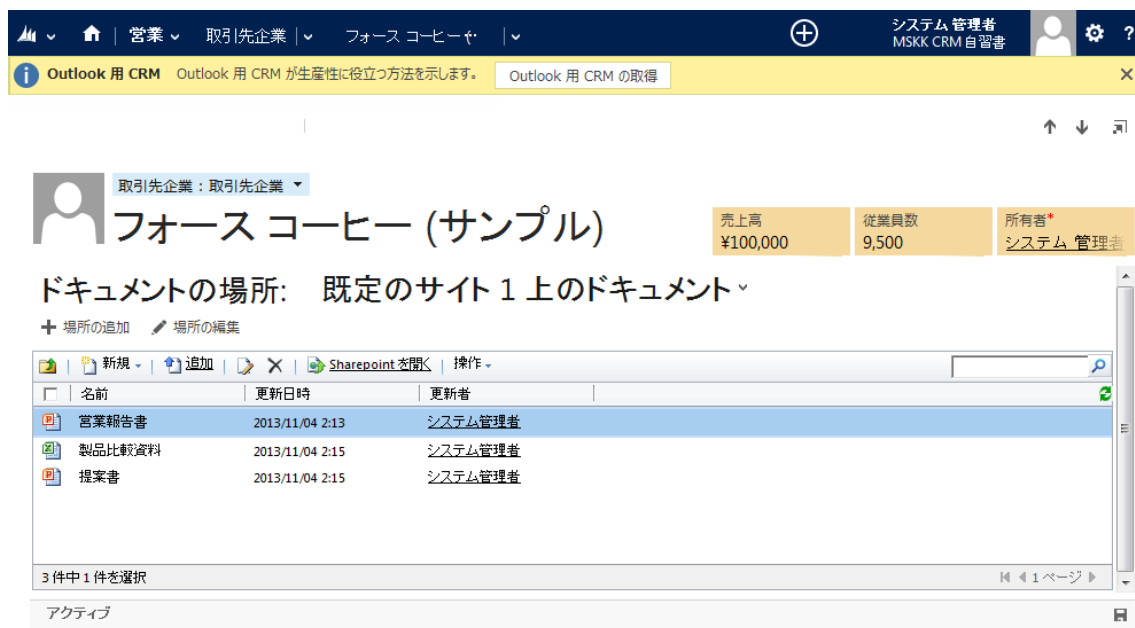 営業 取引先企業 フォース コーヒー システム 管理者
MSKK CRM 自習書 ?
Outlook 用 CRM Outlook 用 CRM が生産性に役立つ方法を示します。 Outlook 用 CRM の取得
取引先企業 : 取引先企業
フォース コーヒー (サンプル)
売上高 従業員数 所有者*
¥100,000 9,500 システム 管理者
ドキュメントの場所: 既定のサイト 1 上のドキュメント
場所の追加 場所の編集
新規 追加 Sharepoint を開く 操作
名前 更新日時 更新者
営業報告書 2013/11/04 2:13 システム管理者
製品比較資料 2013/11/04 2:15 システム管理者
提案書 2013/11/04 2:15 システム管理者
3 件中 1 件を選択 1 ページ
アクティブ